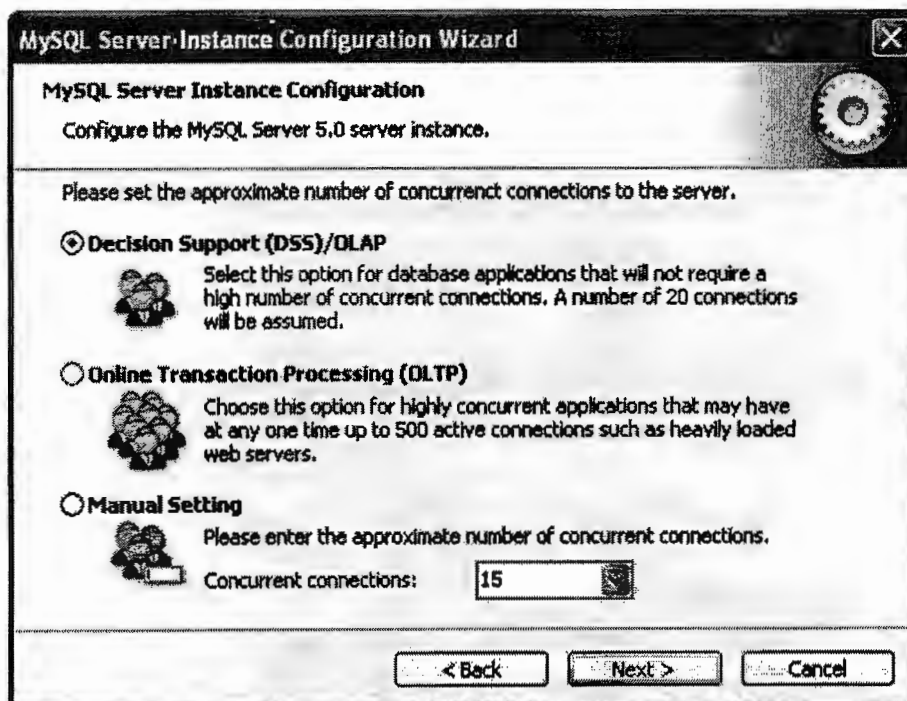 MySQL Server Instance Configuration Wizard
MySQL Server Instance Configuration
Configure the MySQL Server 5.0 server instance.
Please set the approximate number of concurrenct connections to the server.
Decision Support (DSS)/OLAP
Select this option for database applications that will not require a
high number of concurrent connections. A number of 20 connections
will be assumed.
Online Transaction Processing (OLTP)
Choose this option for highly concurrent applications that may have
at any one time up to 500 active connections such as heavily loaded
web servers.
Manual Setting
Please enter the approximate number of concurrent connections.
Concurrent connections: 15
< Back Next > Cancel